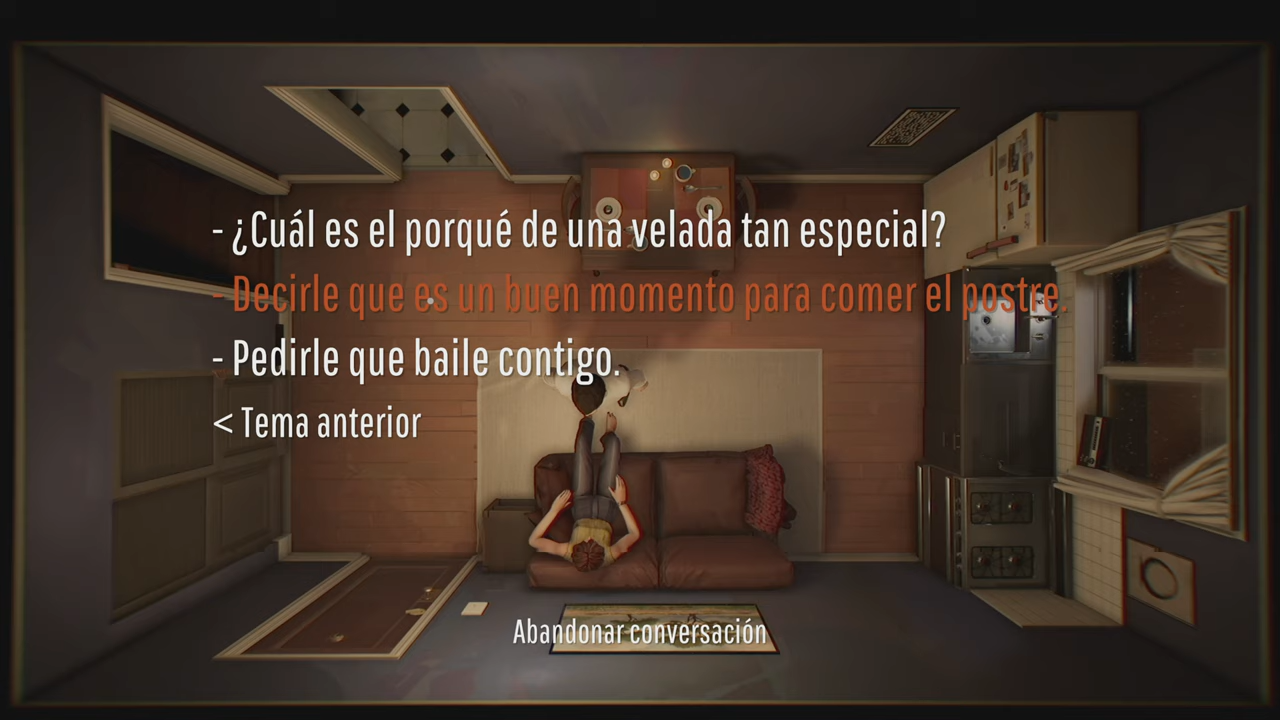 - ¿Cuál es el porqué de una velada tan especial?
- Decirle que es un buen momento para comer el postre.
- Pedirle que baile contigo.
< Tema anterior
Abandonar conversación